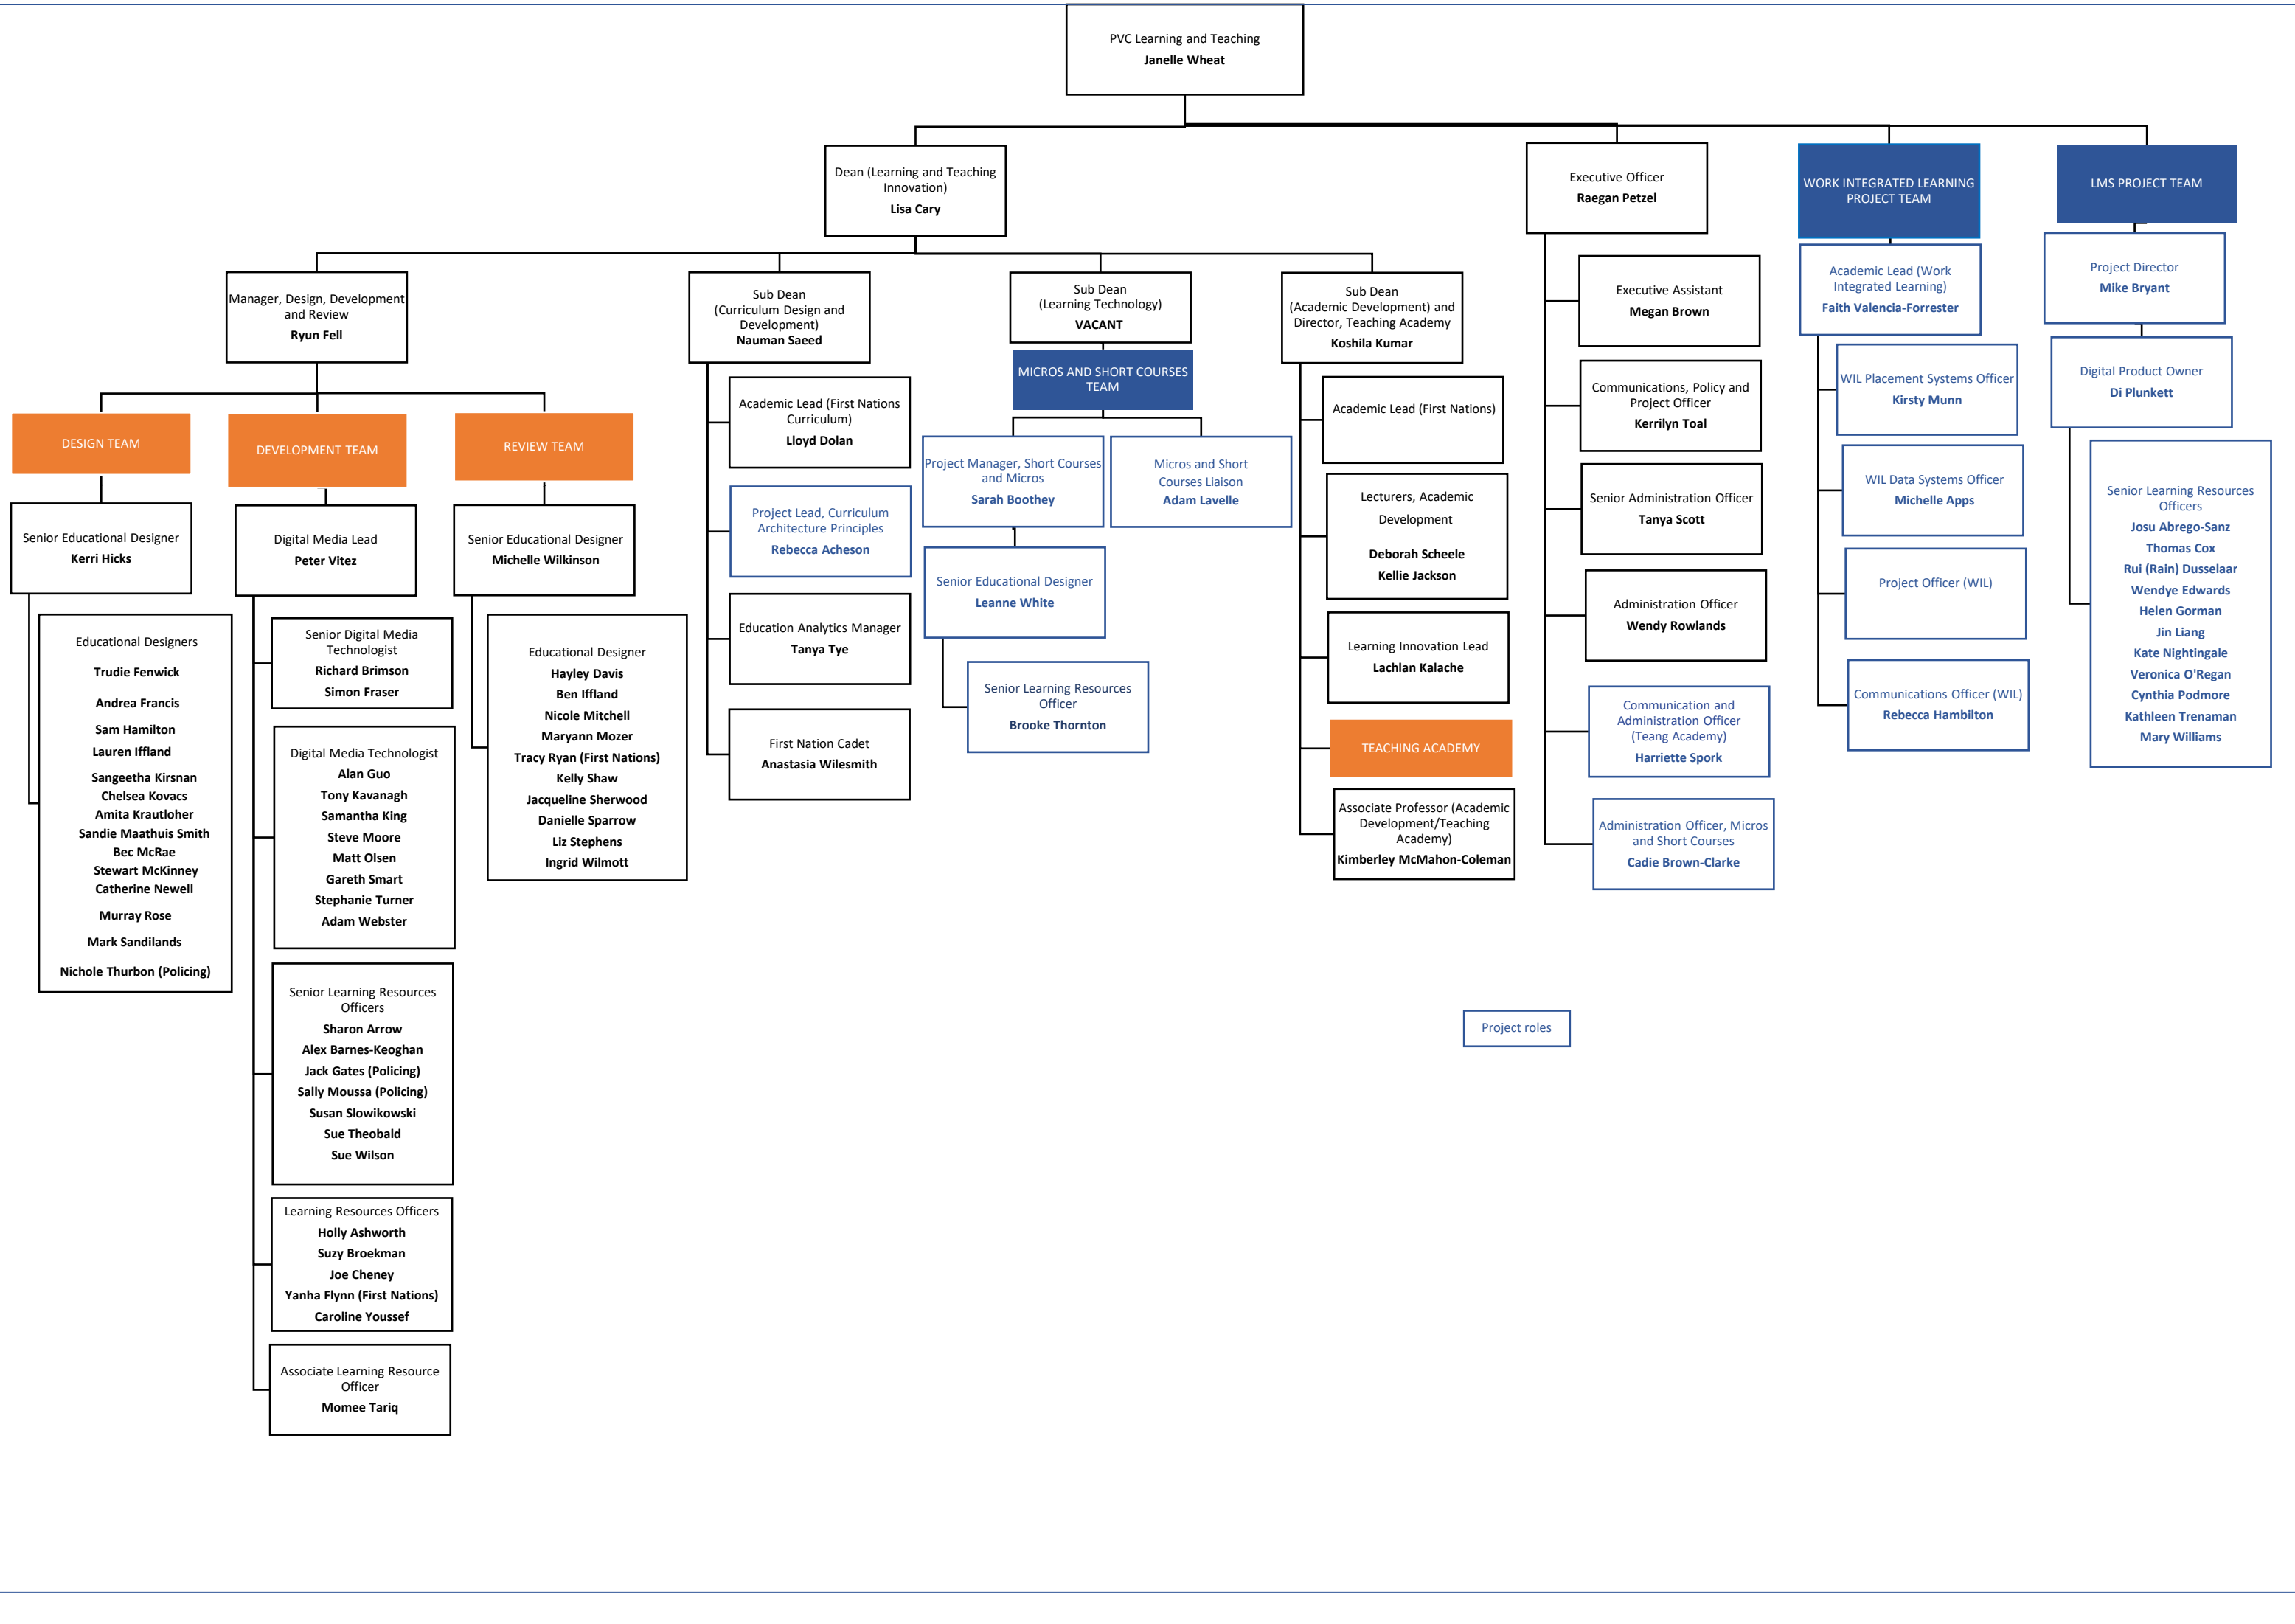 PVC Learning and Teaching
Janelle Wheat
Dean (Learning and Teaching
Innovation)
Lisa Cary
Executive Officer
Raegan Petzel
WORK INTEGRATED LEARNING
PROJECT TEAM
LMS PROJECT TEAM
Manager, Design, Development
and Review
Ryun Fell
DESIGN TEAM
Senior Educational Designer
Kerri Hicks
Educational Designers
Trudie Fenwick
Andrea Francis
Sam Hamilton
Lauren Iffland
Sangeetha Kirsnan
Chelsea Kovacs
Amita Krautloher
Sandie Maathuis Smith
Bec McRae
Stewart McKinney
Catherine Newell
Murray Rose
Mark Sandilands
Nichole Thurbon (Policing)
DEVELOPMENT TEAM
Digital Media Lead
Peter Vitez
Senior Digital Media
Technologist
Richard Brimson
Simon Fraser
Digital Media Technologist
Alan Guo
Tony Kavanagh
Samantha King
Steve Moore
Matt Olsen
Gareth Smart
Stephanie Turner
Adam Webster
Senior Learning Resources
Officers
Sharon Arrow
Alex Barnes-Keoghan
Jack Gates (Policing)
Sally Moussa (Policing)
Susan Slowikowski
Sue Theobald
Sue Wilson
Learning Resources Officers
Holly Ashworth
Suzy Broekman
Joe Cheney
Yanha Flynn (First Nations)
Caroline Youssef
Associate Learning Resource
Officer
Momee Tariq
REVIEW TEAM
Senior Educational Designer
Michelle Wilkinson
Educational Designer
Hayley Davis
Ben Iffland
Nicole Mitchell
Maryann Mozer
Tracy Ryan (First Nations)
Kelly Shaw
Jacqueline Sherwood
Danielle Sparrow
Liz Stephens
Ingrid Wilmott
Sub Dean
(Curriculum Design and
Development)
Nauman Saeed
Academic Lead (First Nations
Curriculum)
Lloyd Dolan
Project Lead, Curriculum
Architecture Principles
Rebecca Acheson
Education Analytics Manager
Tanya Tye
First Nation Cadet
Anastasia Wilesmith
Sub Dean
(Learning Technology)
VACANT
MICROS AND SHORT COURSES
TEAM
Project Manager, Short Courses
and Micros
Sarah Boothey
Micros and Short
Courses Liaison
Adam Lavelle
Senior Educational Designer
Leanne White
Senior Learning Resources
Officer
Brooke Thornton
Sub Dean
(Academic Development) and
Director, Teaching Academy
Koshila Kumar
Academic Lead (First Nations)
Lecturers, Academic
Development
Deborah Scheele
Kellie Jackson
Learning Innovation Lead
Lachlan Kalache
TEACHING ACADEMY
Associate Professor (Academic
Development/Teaching
Academy)
Kimberley McMahon-Coleman
Executive Assistant
Megan Brown
Communications, Policy and
Project Officer
Kerrilyn Toal
Senior Administration Officer
Tanya Scott
Administration Officer
Wendy Rowlands
Communication and
Administration Officer
(Teang Academy)
Harriette Spork
Administration Officer, Micros
and Short Courses
Cadie Brown-Clarke
Academic Lead (Work
Integrated Learning)
Faith Valencia-Forrester
WIL Placement Systems Officer
Kirsty Munn
WIL Data Systems Officer
Michelle Apps
Project Officer (WIL)
Communications Officer (WIL)
Rebecca Hambilton
Project Director
Mike Bryant
Digital Product Owner
Di Plunkett
Senior Learning Resources
Officers
Josu Abrego-Sanz
Thomas Cox
Rui (Rain) Dusselaar
Wendye Edwards
Helen Gorman
Jin Liang
Kate Nightingale
Veronica O'Regan
Cynthia Podmore
Kathleen Trenaman
Mary Williams
Project roles